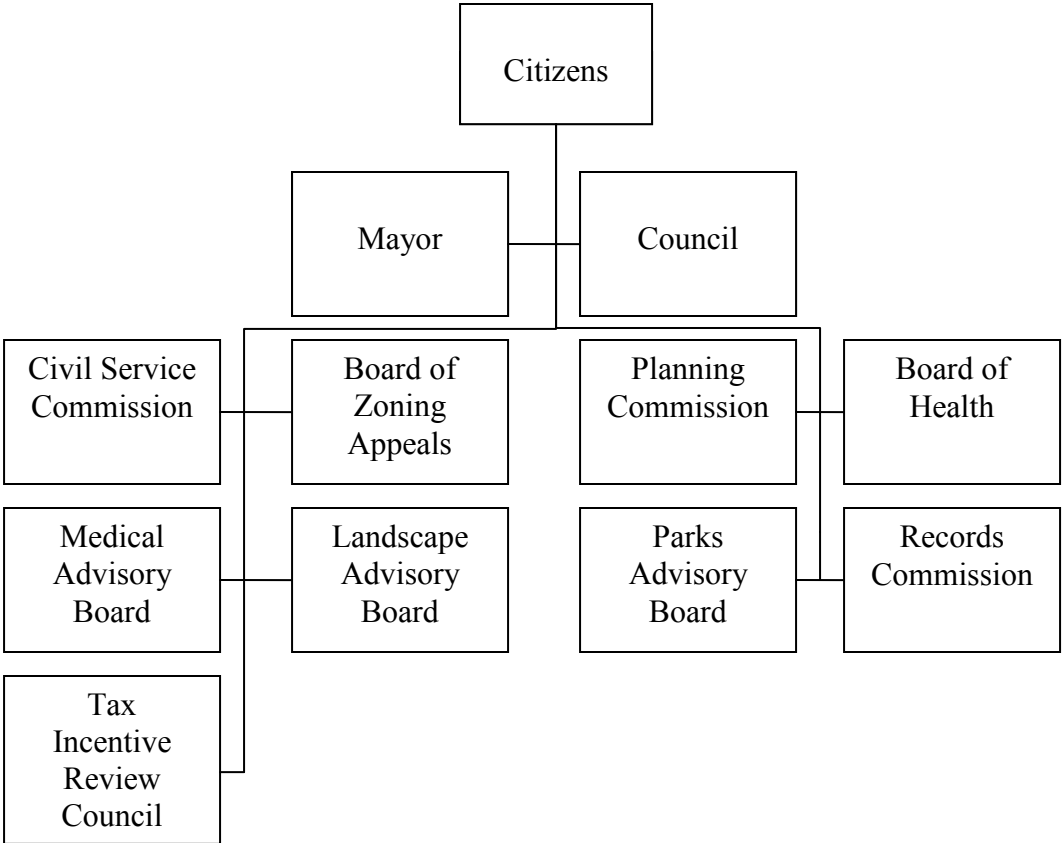 Citizens
Mayor
Council
Civil Service
Commission
Board of
Zoning
Appeals
Planning
Commission
Board of
Health
Medical
Advisory
Board
Landscape
Advisory
Board
Parks
Advisory
Board
Records
Commission
Tax
Incentive
Review
Council